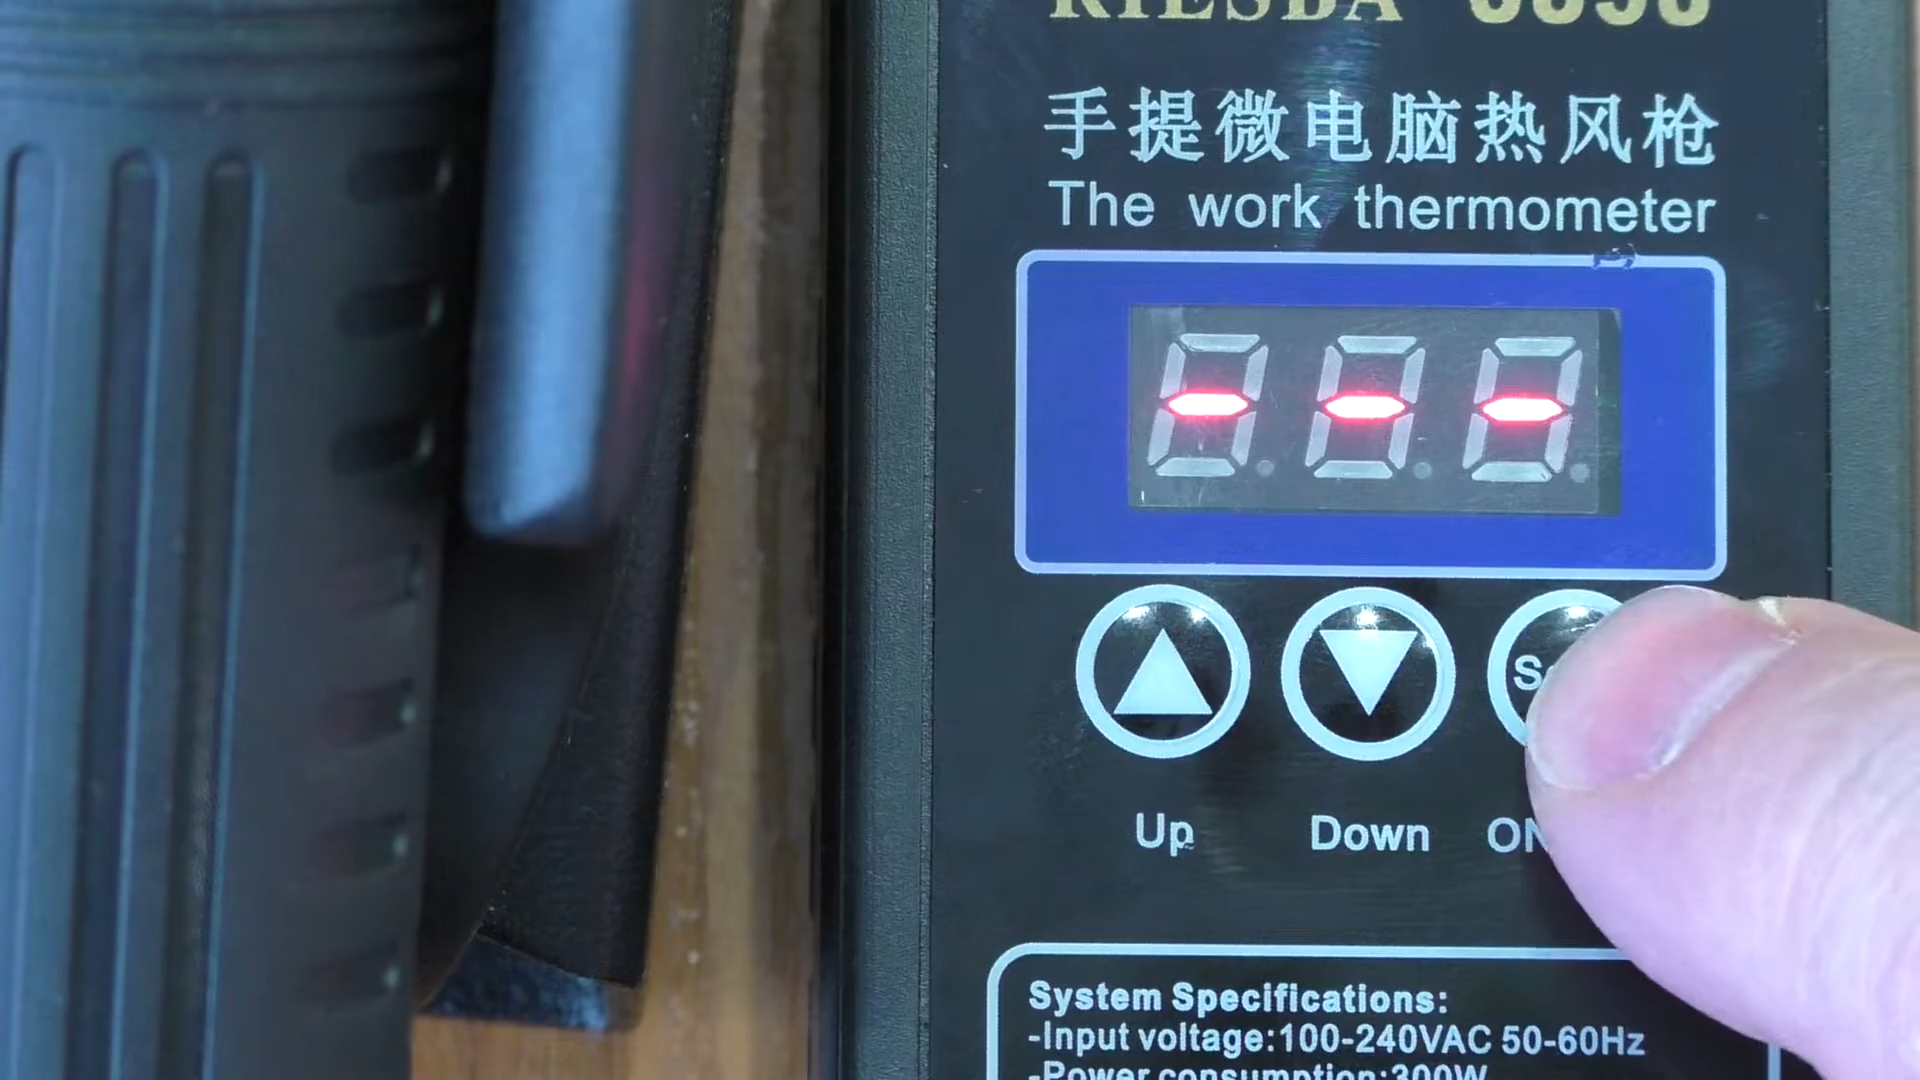 手提微电脑热风枪
The work thermometer
- - -
Up Down
System Specifications:
-Input voltage:100-240VAC 50-60Hz
-Power consumption:300W